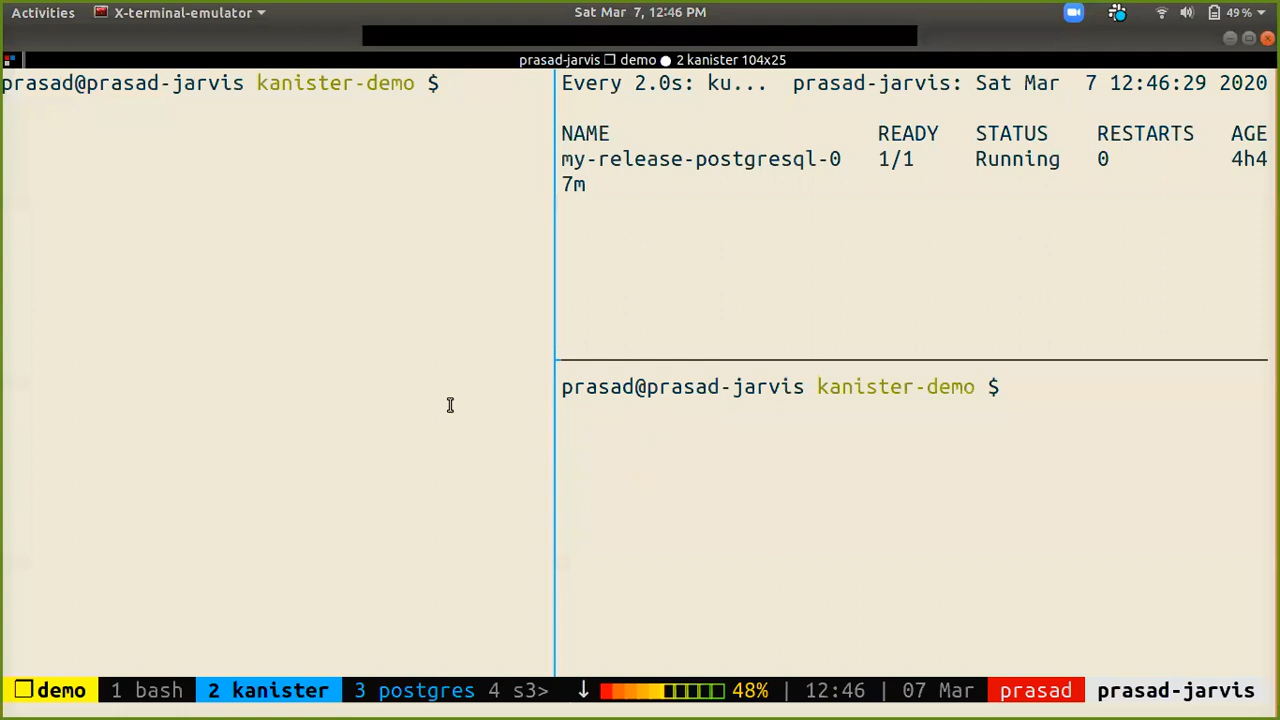 Activities X-terminal-emulator Sat Mar 7, 12:46 PM 49%
prasad-jarvis ❐ demo ● 2 kanister 104x25
prasad@prasad-jarvis kanister-demo $
Every 2.0s: ku... prasad-jarvis: Sat Mar 7 12:46:29 2020
NAME READY STATUS RESTARTS AGE
my-release-postgresql-0 1/1 Running 0 4h4
7m
prasad@prasad-jarvis kanister-demo $
❐ demo 1 bash 2 kanister 3 postgres 4 s3> ↓ 48% | 12:46 | 07 Mar prasad prasad-jarvis